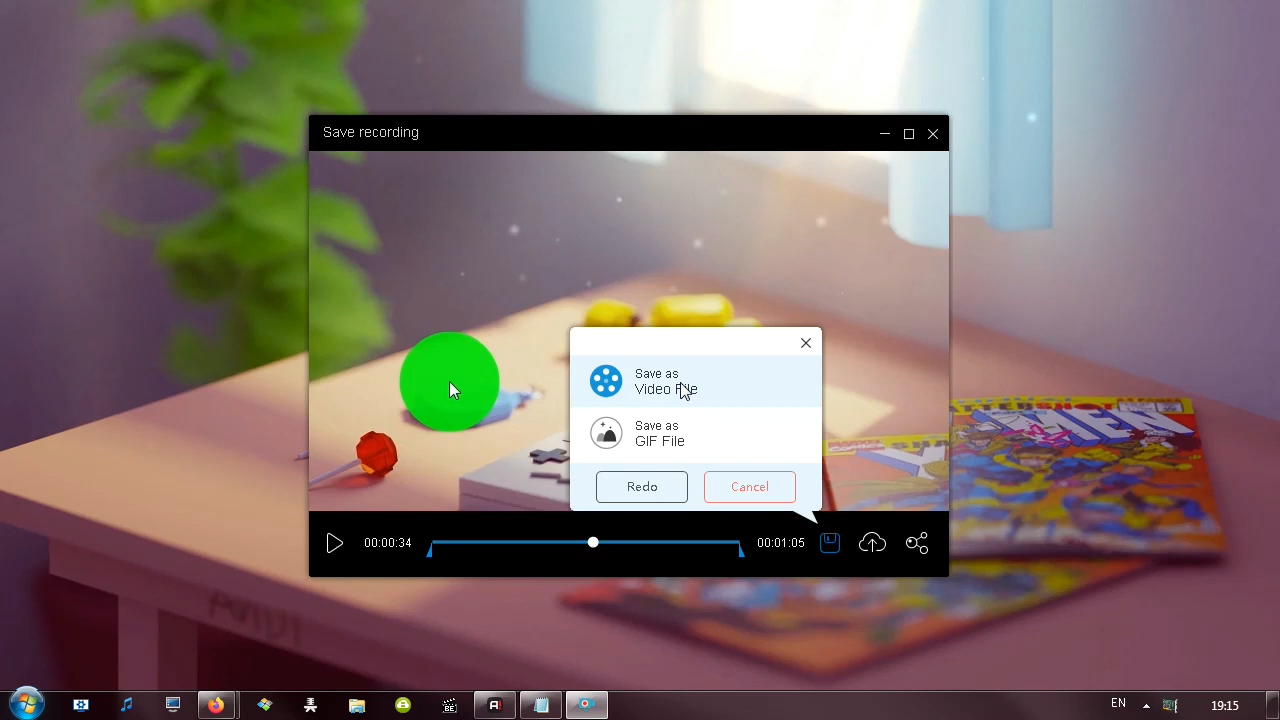 Save recording
Save as
Video File
Save as
GIF File
Redo
Cancel
00:00:34
00:01:05
X-MEN
EN
19:15